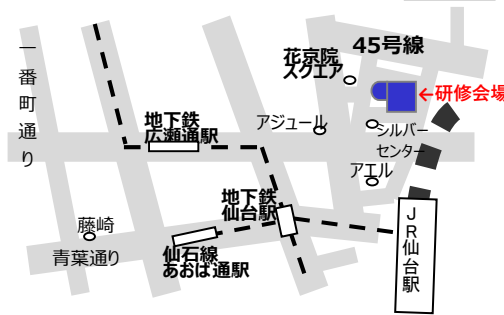 一番町通り
45号線
花京院
スクエア
←研修会場
地下鉄
広瀬通駅
アジュール
シルバー
センター
アエル
地下鉄
仙台駅
藤崎
青葉通り
仙石線
あおば通駅
JR仙台駅